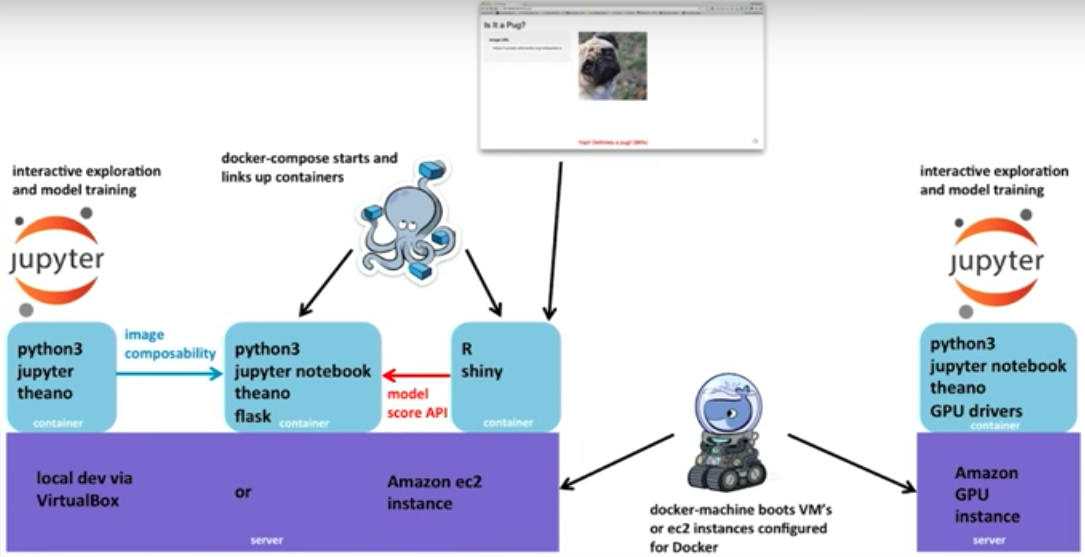 Is It a Pug?
Image URL
Yep! Definitely a pug! (98%)
interactive exploration
and model training
jupyter
docker-compose starts and
links up containers
interactive exploration
and model training
jupyter
python3
jupyter
theano
container
image
composability
python3
jupyter notebook
theano
flask
container
model
score API
R
shiny
container
python3
jupyter notebook
theano
GPU drivers
container
local dev via
VirtualBox
or
Amazon ec2
instance
server
docker-machine boots VM's
or ec2 instances configured
for Docker
Amazon
GPU
instance
server